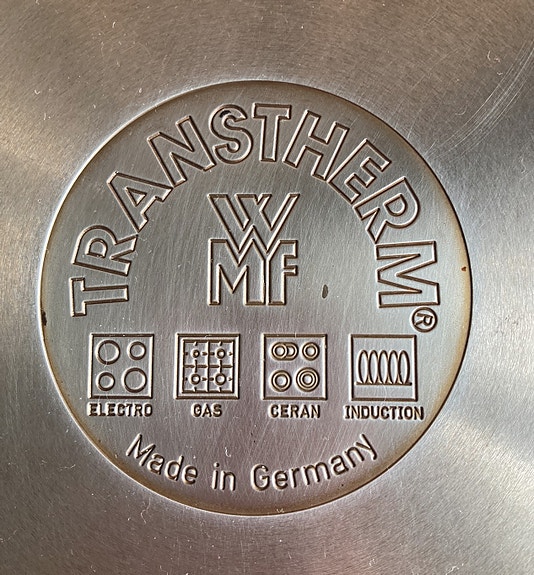 TRANSTHERM®
WMF
ELECTRO GAS CERAN INDUCTION
Made in Germany